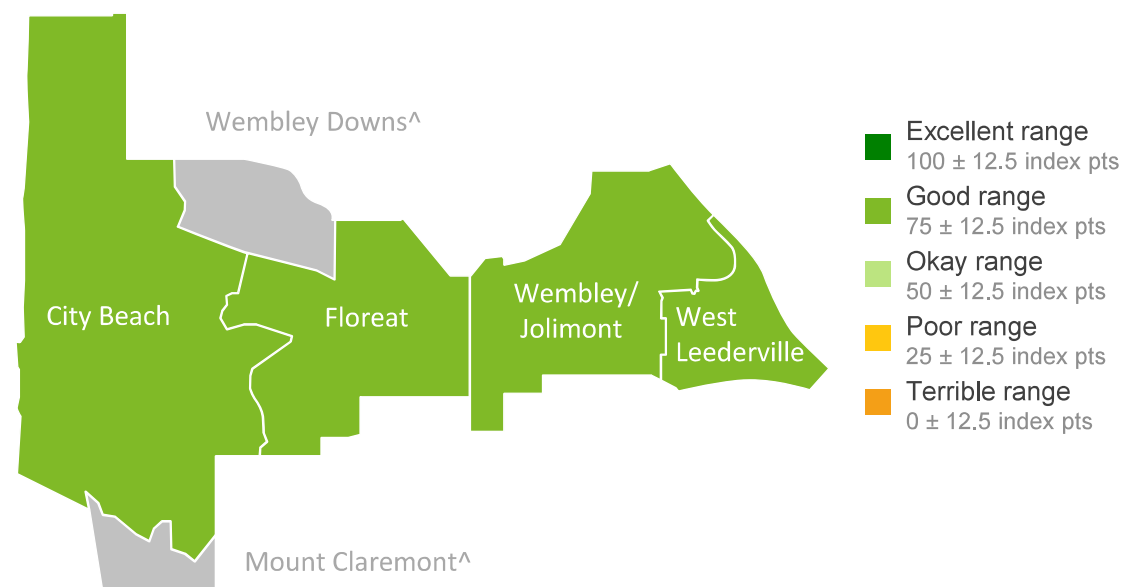 Wembley Downs^
City Beach
Floreat
Wembley/
Jolimont
West
Leederville
Mount Claremont^
Excellent range
100 ± 12.5 index pts
Good range
75 ± 12.5 index pts
Okay range
50 ± 12.5 index pts
Poor range
25 ± 12.5 index pts
Terrible range
0 ± 12.5 index pts